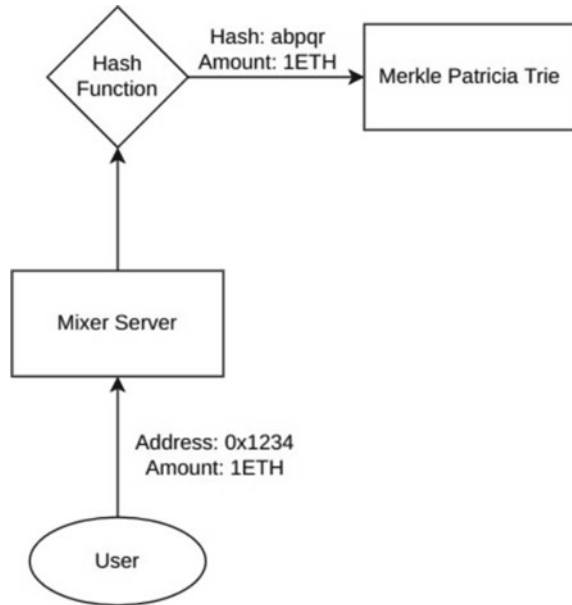 Hash
Function
Hash: abpqr
Amount: 1ETH
Merkle Patricia Trie
Mixer Server
Address: 0x1234
Amount: 1ETH
User